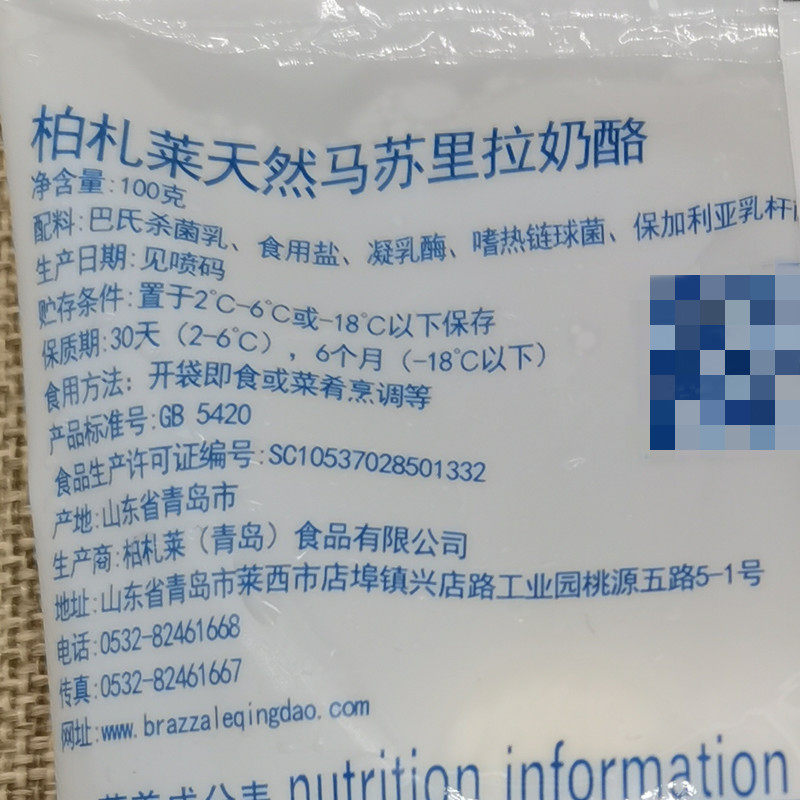 柏札莱天然马苏里拉奶酪
净含量:100克
配料:巴氏杀菌乳、食用盐、凝乳酶、嗜热链球菌、保加利亚乳杆
生产日期:见喷码
贮存条件:置于2℃-6℃或-18℃以下保存
保质期:30天（2-6℃），6个月（-18℃以下）
食用方法：开袋即食或菜肴烹调等
产品标准号:GB 5420
食品生产许可证编号:SC10537028501332
产地:山东省青岛市
生产商:柏札莱（青岛）食品有限公司
地址:山东省青岛市莱西市店埠镇兴店路工业园桃源五路5-1号
电话:0532-82461668
传真:0532-82461667
网址:www.brazzaleqingdao.com
营养成分表 nutrition information